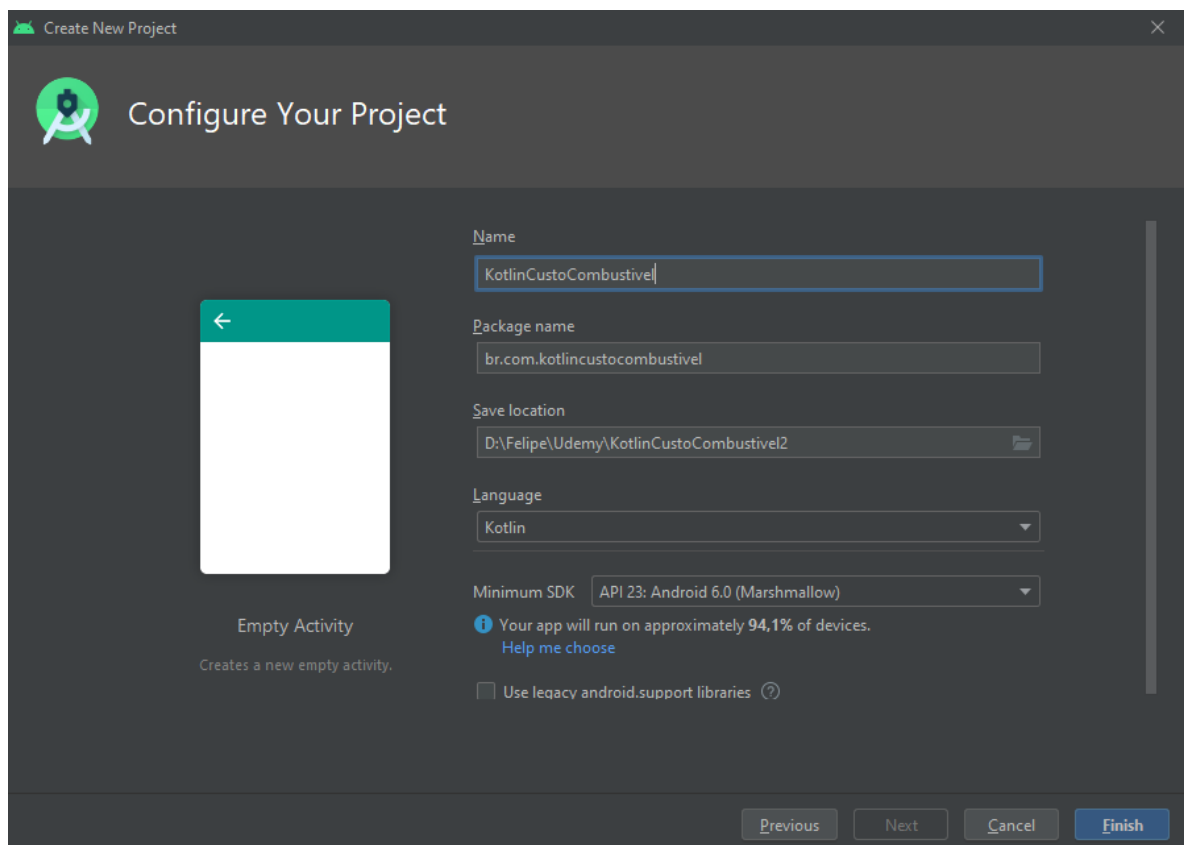 Create New Project
Configure Your Project
Name
KotlinCustoCombustivel
Package name
br.com.kotlincustocombustivel
Save location
D:\Felipe\Udemy\KotlinCustoCombustivel2
Language
Kotlin
Minimum SDK API 23: Android 6.0 (Marshmallow)
i Your app will run on approximately 94,1% of devices.
Help me choose
Use legacy android.support libraries ?
Empty Activity
Creates a new empty activity.
Previous Next Cancel Finish